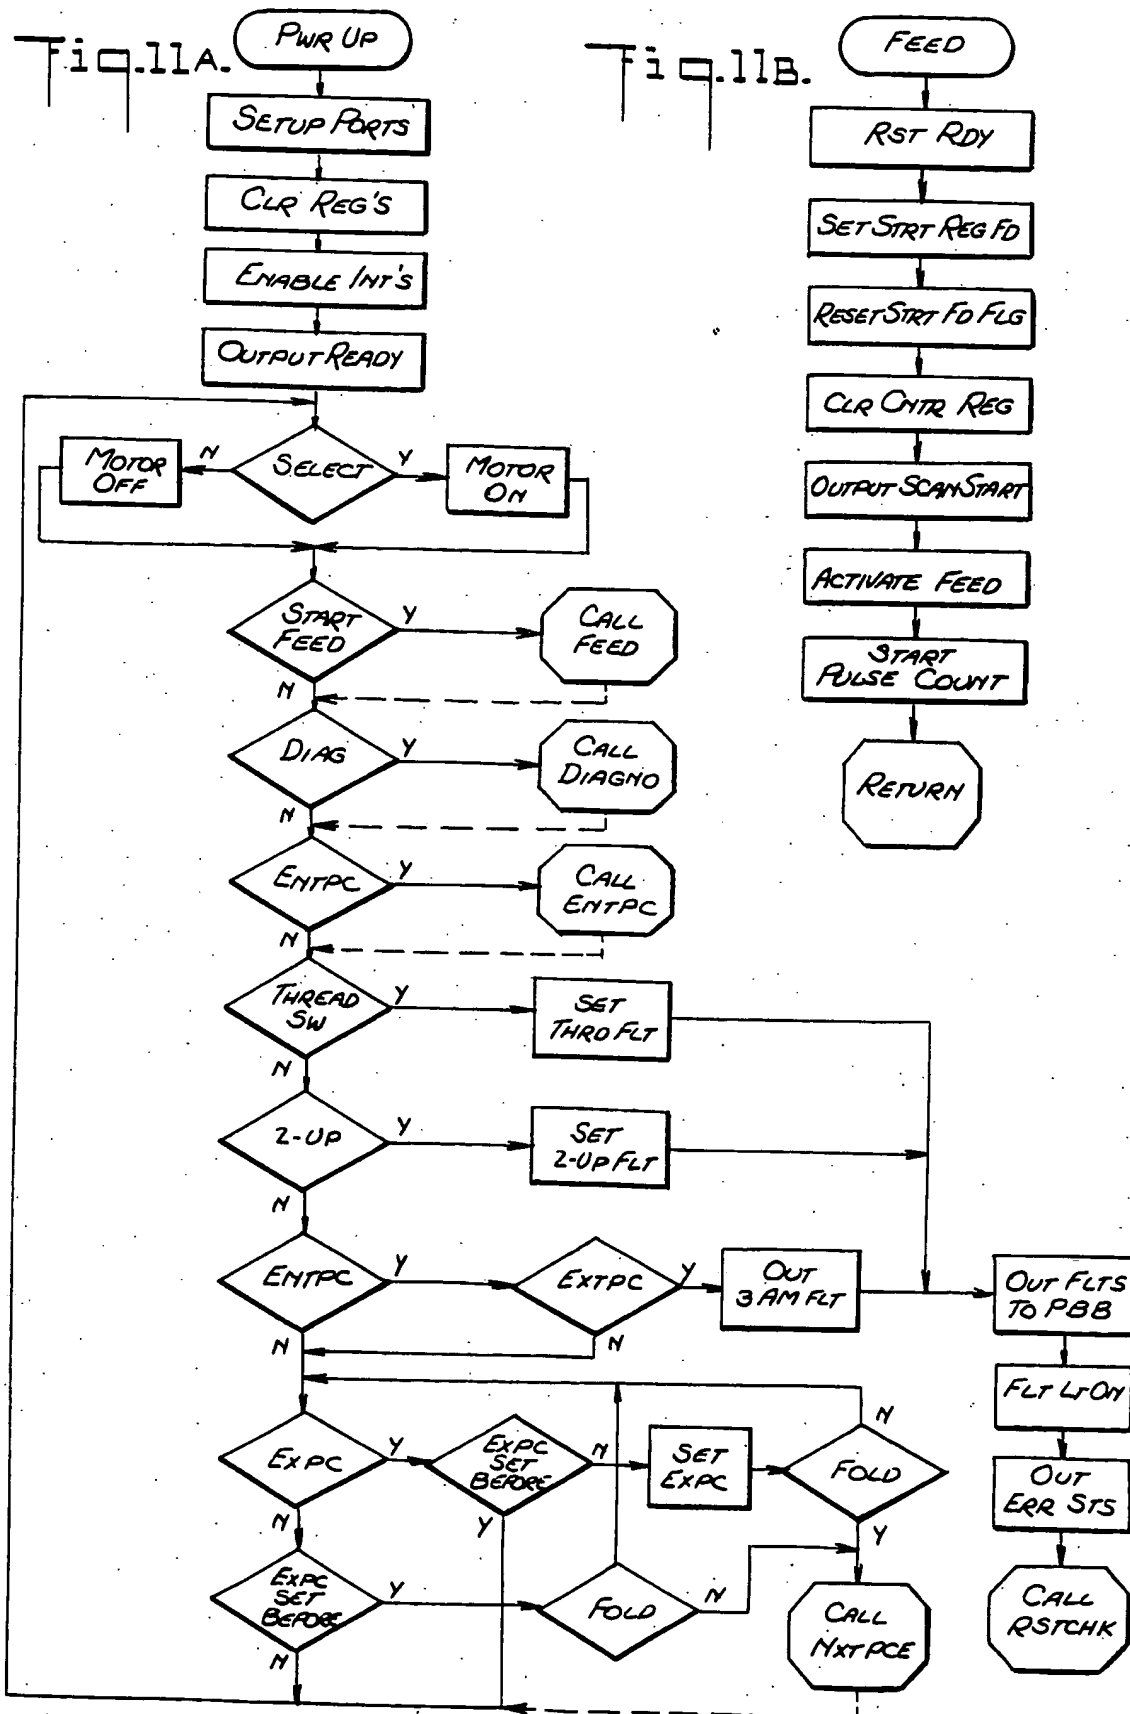 Fig.11A.
PWR UP
SETUP PORTS
CLR REG'S
ENABLE INT'S
OUTPUT READY
SELECT
N
Y
MOTOR
OFF
MOTOR
ON
START
FEED
Y
N
CALL
FEED
DIAG
Y
N
CALL
DIAGNO
ENTPC
Y
N
CALL
ENTPC
THREAD
SW
Y
N
SET
THRD FLT
2-UP
Y
N
SET
2-UP FLT
ENTPC
Y
N
EXTPC
Y
N
OUT
3 AM FLT
OUT FLTS
TO PBB
FLT LT ON
OUT
ERR STS
CALL
RSTCHK
EXPC
Y
N
EXPC
SET
BEFORE
N
Y
SET
EXPC
FOLD
N
Y
EXPC
SET
BEFORE
Y
N
FOLD
N
CALL
NXT PCE
Fig.11B.
FEED
RST RDY
SET STRT REG FD
RESET STRT FD FLG
CLR CNTR REG
OUTPUT SCAN START
ACTIVATE FEED
START
PULSE COUNT
RETURN